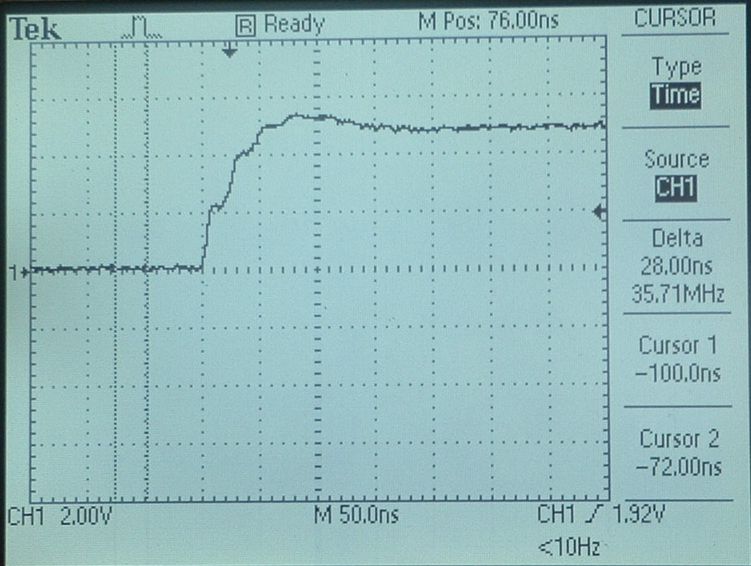 Tek R Ready M Pos: 76.00ns CURSOR
Type
Time
Source
CH1
Delta
28.00ns
35.71MHz
Cursor 1
-100.0ns
Cursor 2
-72.00ns
1
CH1 2.00V M 50.0ns CH1 1.92V
<10Hz